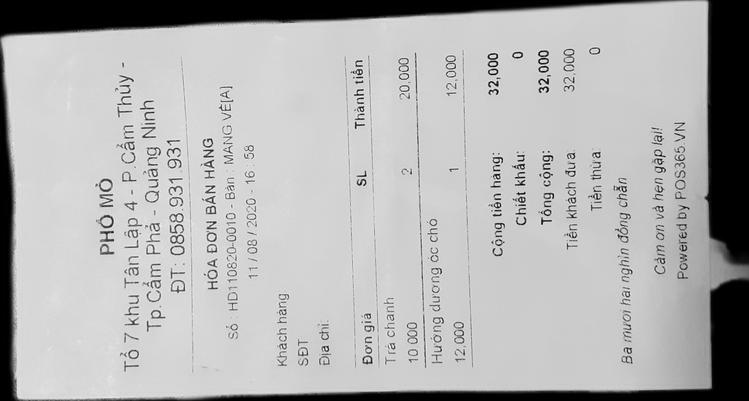 PHỐ MỎ
Tổ 7 khu Tân Lập 4 - P.Cẩm Thủy -
Tp.Cẩm Phả - Quảng Ninh
ĐT: 0858.931.931
HÓA ĐƠN BÁN HÀNG
Số : HD110820-0010 - Bàn : MANG VỀ[A]
11 / 08 / 2020 - 16 : 58
Khách hàng
SĐT
Địa chỉ:
Đơn giá SL Thành tiền
Trà chanh
10 000 2 20,000
Hướng dương óc chó
12,000 1 12,000
Cộng tiền hàng: 32,000
Chiết khấu: 0
Tổng cộng: 32,000
Tiền khách đưa: 32,000
Tiền thừa: 0
Ba mươi hai nghìn đồng chẵn
Cảm ơn và hẹn gặp lại!
Powered by POS365.VN